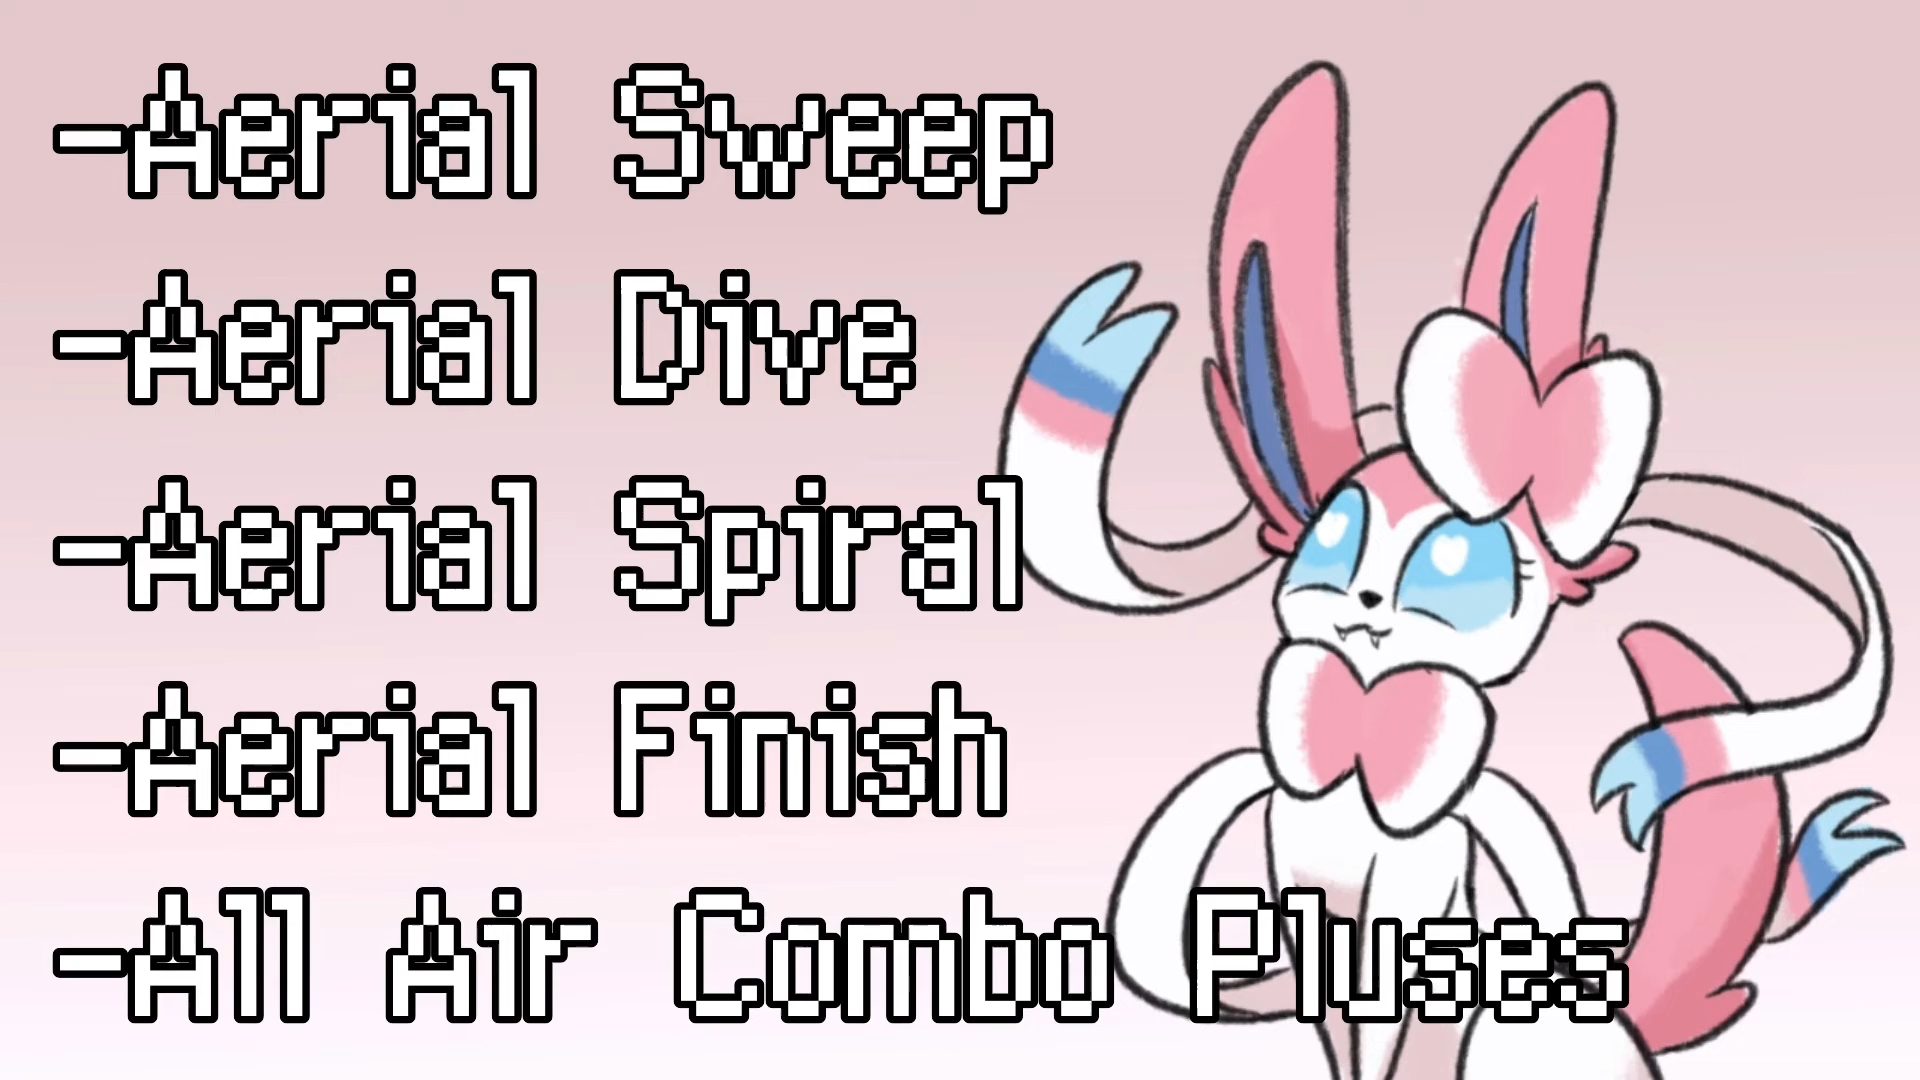 -Aerial Sweep
-Aerial Dive
-Aerial Spiral
-Aerial Finish
-All Air Combo Pluses